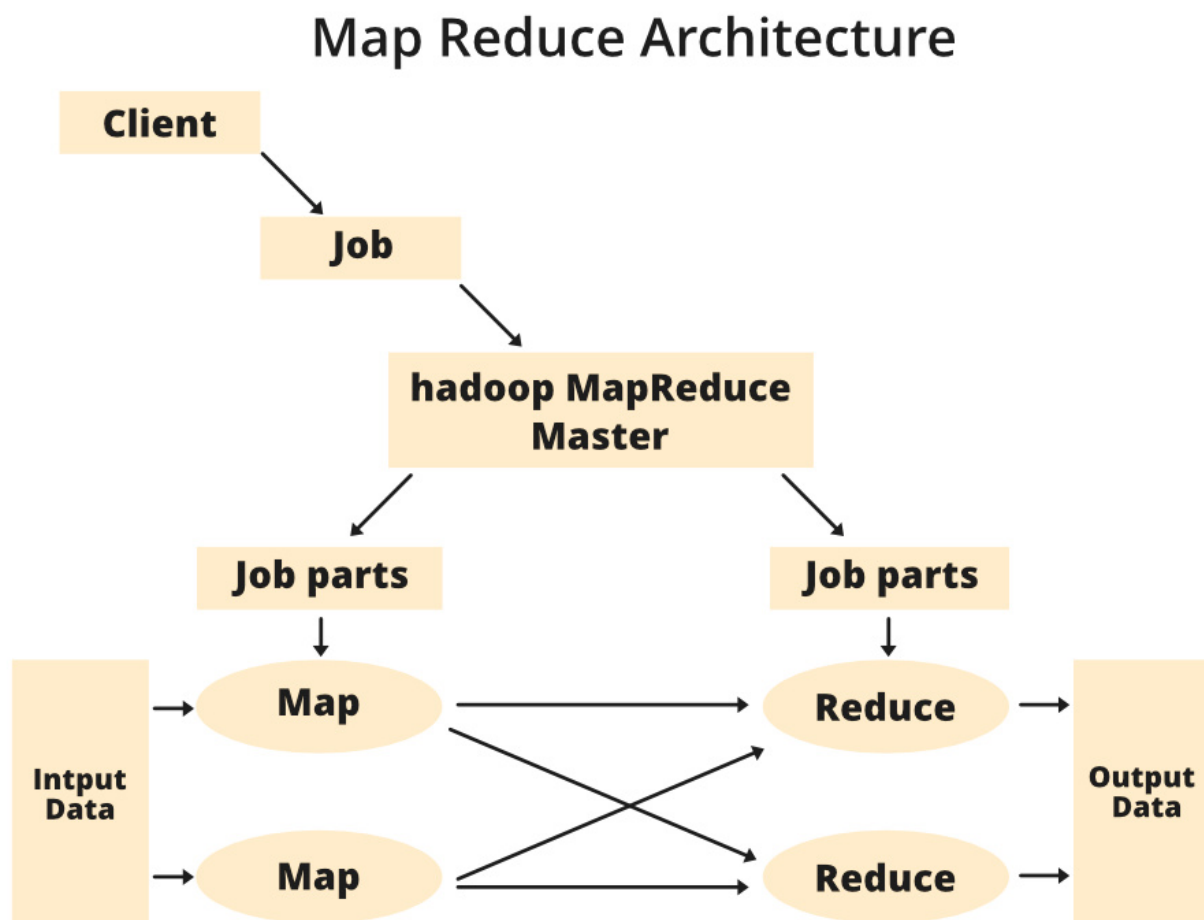 Map Reduce Architecture
Client
Job
hadoop MapReduce
Master
Job parts
Job parts
Map
Reduce
Intput
Data
Output
Data
Map
Reduce